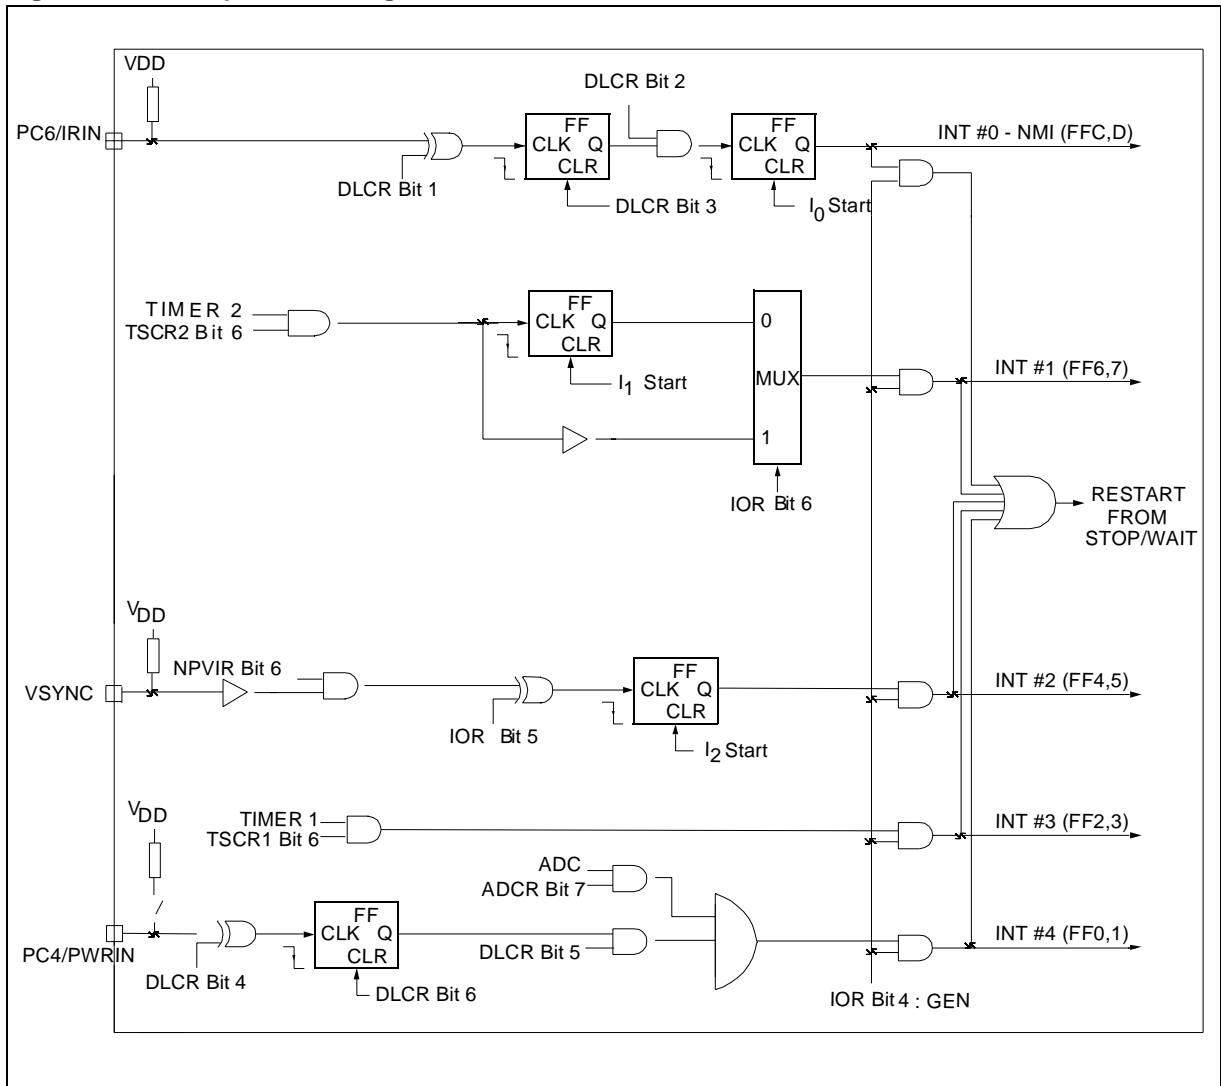 VDD
PC6/IRIN
DLCR Bit 1
FF
CLK Q
CLR
DLCR Bit 3
DLCR Bit 2
FF
CLK Q
CLR
I0 Start
INT #0 - NMI (FFC,D)
TIMER 2
TSCR2 Bit 6
FF
CLK Q
CLR
I1 Start
0
MUX
1
IOR Bit 6
INT #1 (FF6,7)
RESTART
FROM
STOP/WAIT
VDD
VSYNC
NPVIR Bit 6
IOR Bit 5
FF
CLK Q
CLR
I2 Start
INT #2 (FF4,5)
VDD
TIMER 1
TSCR1 Bit 6
INT #3 (FF2,3)
ADC
ADCR Bit 7
PC4/PWRIN
DLCR Bit 4
FF
CLK Q
CLR
DLCR Bit 6
DLCR Bit 5
INT #4 (FF0,1)
IOR Bit 4 : GEN